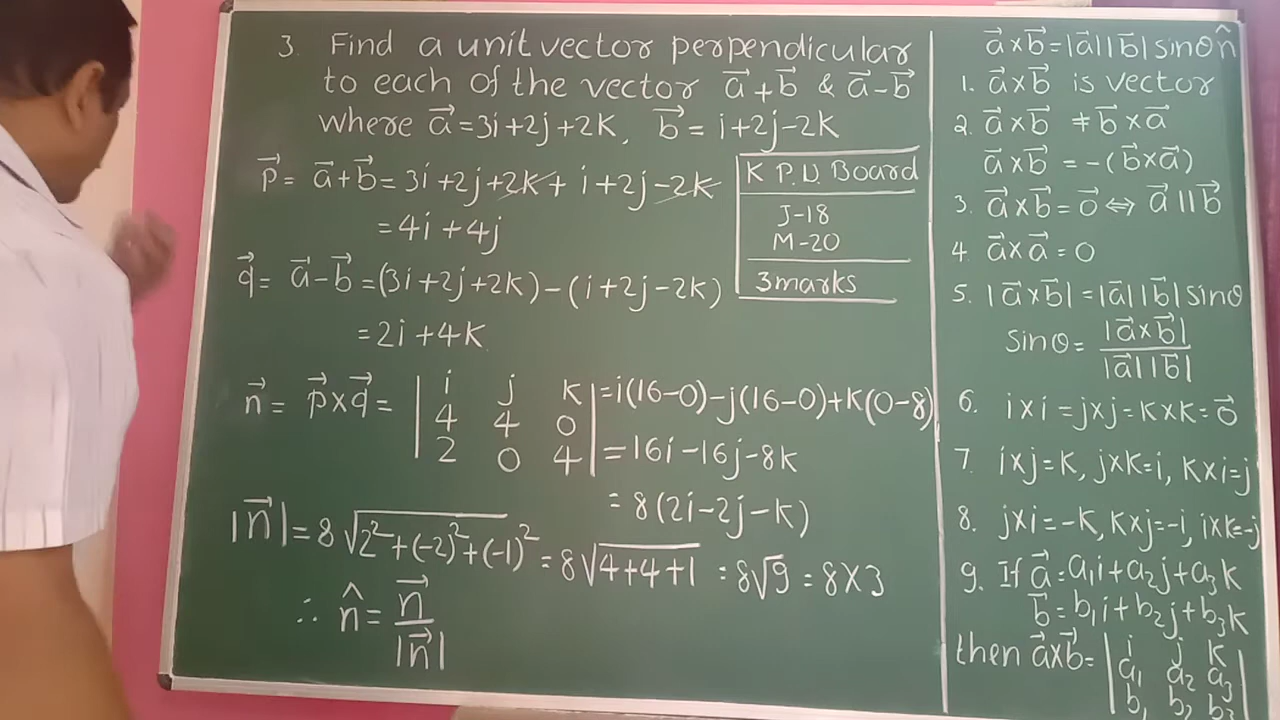 3. Find a unit vector perpendicular
to each of the vector a⃗+b⃗ & a⃗-b⃗
where a⃗=3i+2j+2k, b⃗=i+2j-2k
p⃗= a⃗+b⃗=3i+2j+2k+i+2j-2k
=4i+4j
q⃗= a⃗-b⃗=(3i+2j+2k)-(i+2j-2k)
=2i+4k
K P.U. Board
J-18
M-20
3marks
n⃗= p⃗×q⃗= | i j k |=i(16-0)-j(16-0)+k(0-8)
4 4 0
2 0 4 |=16i-16j-8k
=8(2i-2j-k)
|n⃗|=8√2²+(-2)²+(-1)²=8√4+4+1=8√9=8×3
∴ n̂= n⃗
|n⃗|
a⃗×b⃗=|a⃗||b⃗|sinθn̂
1. a⃗×b⃗ is vector
2. a⃗×b⃗ ≠b⃗×a⃗
a⃗×b⃗ =-(b⃗×a⃗)
3. a⃗×b⃗=0⃗⇔a⃗||b⃗
4. a⃗×a⃗=0
5. |a⃗×b⃗|=|a⃗||b⃗|sinθ
sinθ= |a⃗×b⃗|
|a⃗||b⃗|
6. i×i=j×j=k×k=0⃗
7. i×j=k, j×k=i, k×i=j
8. j×i=-k, k×j=-i, i×k=-j
9. If a⃗=a₁i+a₂j+a₃k
b⃗=b₁i+b₂j+b₃k
then a⃗×b⃗= | i j k |
a₁ a₂ a₃
b₁ b₂ b₃